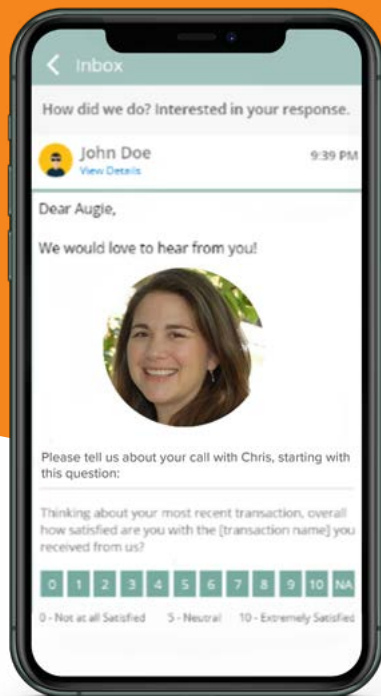 Inbox
How did we do? Interested in your response.
John Doe
9:39 PM
View Details
Dear Augie,
We would love to hear from you!
Please tell us about your call with Chris, starting with
this question:
Thinking about your most recent transaction, overall
how satisfied are you with the [transaction name] you
received from us?
0 1 2 3 4 5 6 7 8 9 10 NA
0 - Not at all Satisfied 5 - Neutral 10 - Extremely Satisfied